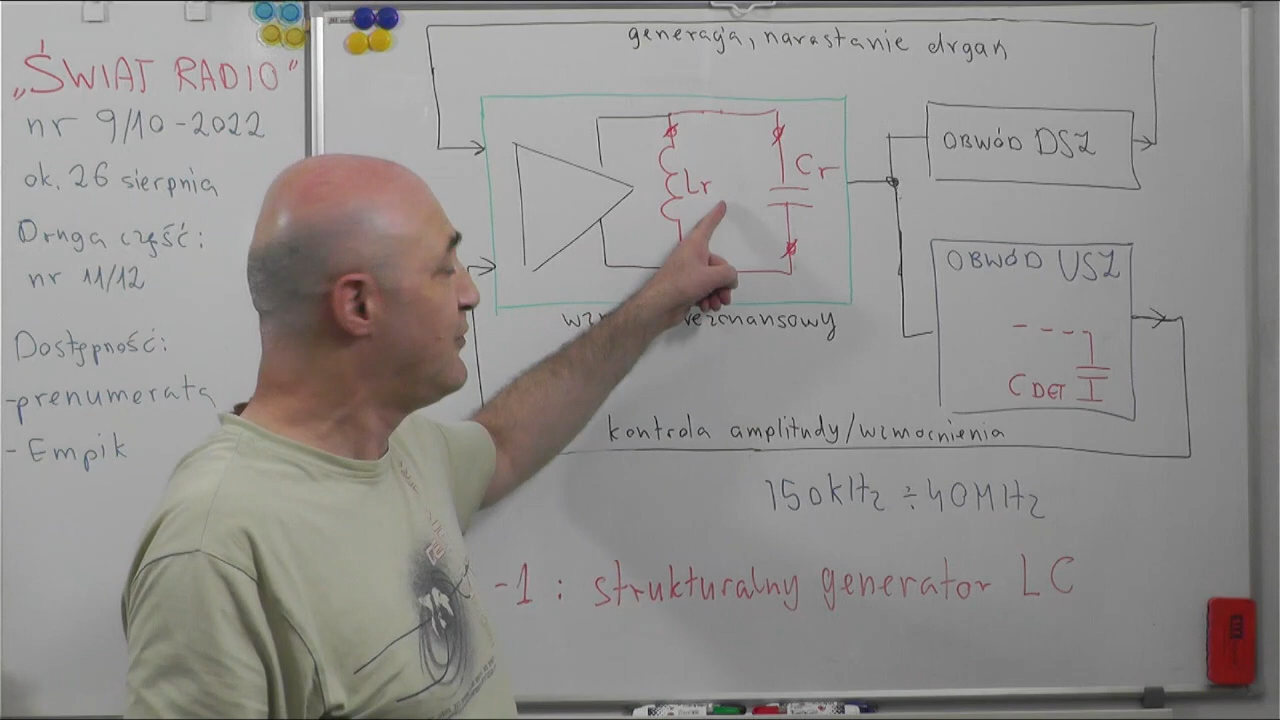 „ŚWIAT RADIO”
nr 9/10 - 2022
ok. 26 sierpnia
Druga część:
nr 11/12
Dostępność:
- prenumerata
- Empik
generacja, narastanie drgań
Lr
Cr
OBWÓD DSZ
OBWÓD USZ
CDET
kontrola amplitudy/wzmocnienia
150kHz ÷ 40MHz
-1 : strukturalny generator LC